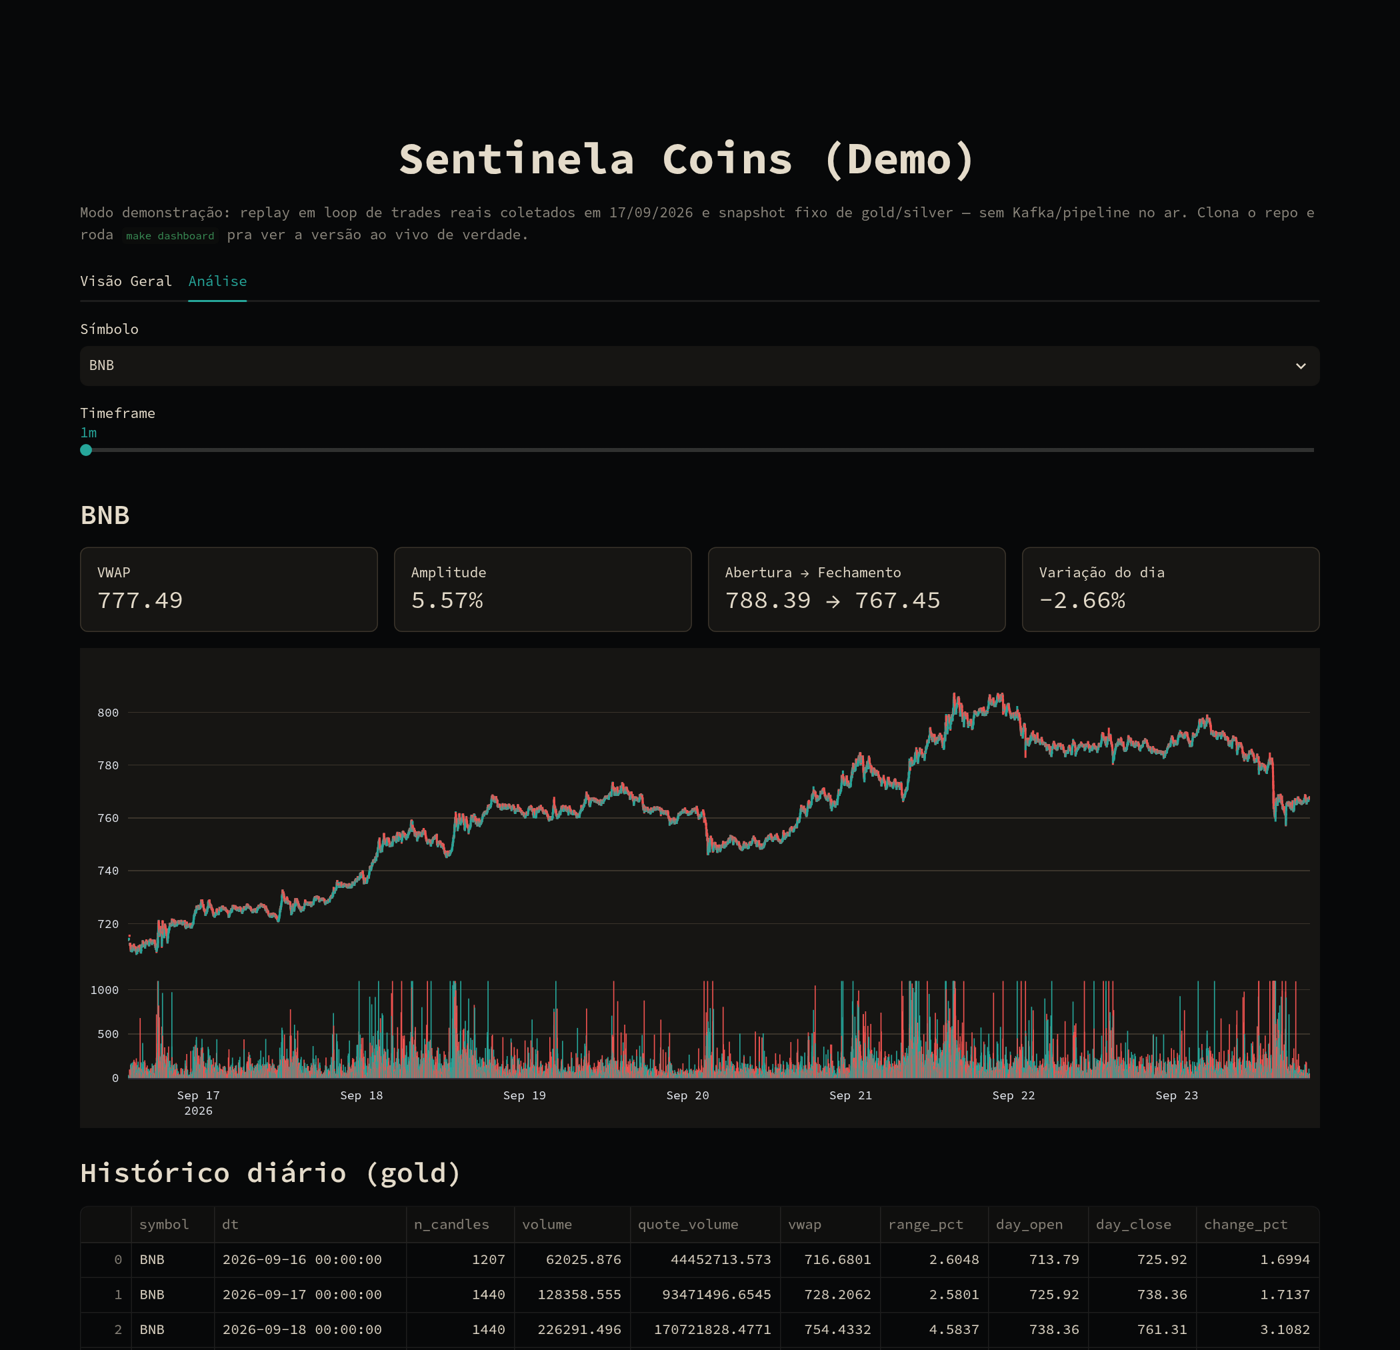 Sentinela Coins (Demo)
Modo demonstração: replay em loop de trades reais coletados em 17/09/2026 e snapshot fixo de gold/silver — sem Kafka/pipeline no ar. Clona o repo e
roda make dashboard pra ver a versão ao vivo de verdade.
Visão Geral Análise
Símbolo
BNB
Timeframe
1m
BNB
VWAP
777.49
Amplitude
5.57%
Abertura → Fechamento
788.39 → 767.45
Variação do dia
-2.66%
800
780
760
740
720
1000
500
0
Sep 17 Sep 18 Sep 19 Sep 20 Sep 21 Sep 22 Sep 23
2026
Histórico diário (gold)
symbol dt n_candles volume quote_volume vwap range_pct day_open day_close change_pct
0 BNB 2026-09-16 00:00:00 1207 62025.876 44452713.573 716.6801 2.6048 713.79 725.92 1.6994
1 BNB 2026-09-17 00:00:00 1440 128358.555 93471496.6545 728.2062 2.5801 725.92 738.36 1.7137
2 BNB 2026-09-18 00:00:00 1440 226291.496 170721828.4771 754.4332 4.5837 738.36 761.31 3.1082